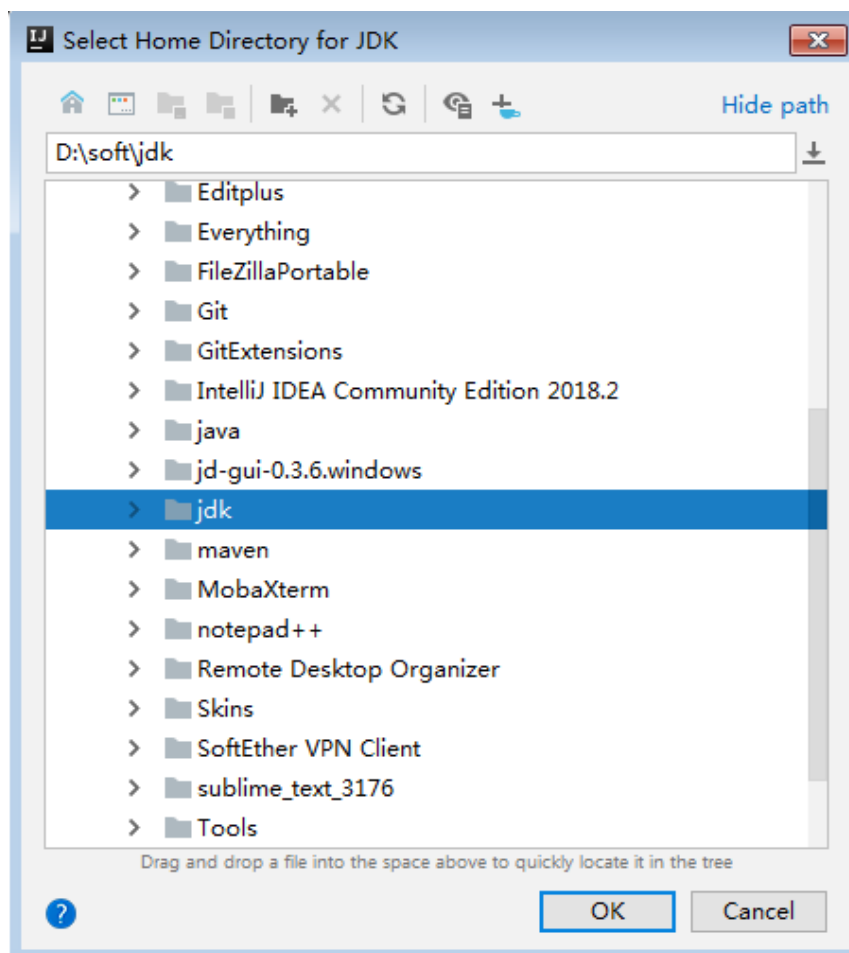 IJ Select Home Directory for JDK
Hide path
D:\soft\jdk
Editplus
Everything
FileZillaPortable
Git
GitExtensions
IntelliJ IDEA Community Edition 2018.2
java
jd-gui-0.3.6.windows
jdk
maven
MobaXterm
notepad++
Remote Desktop Organizer
Skins
SoftEther VPN Client
sublime_text_3176
Tools
Drag and drop a file into the space above to quickly locate it in the tree
? OK Cancel